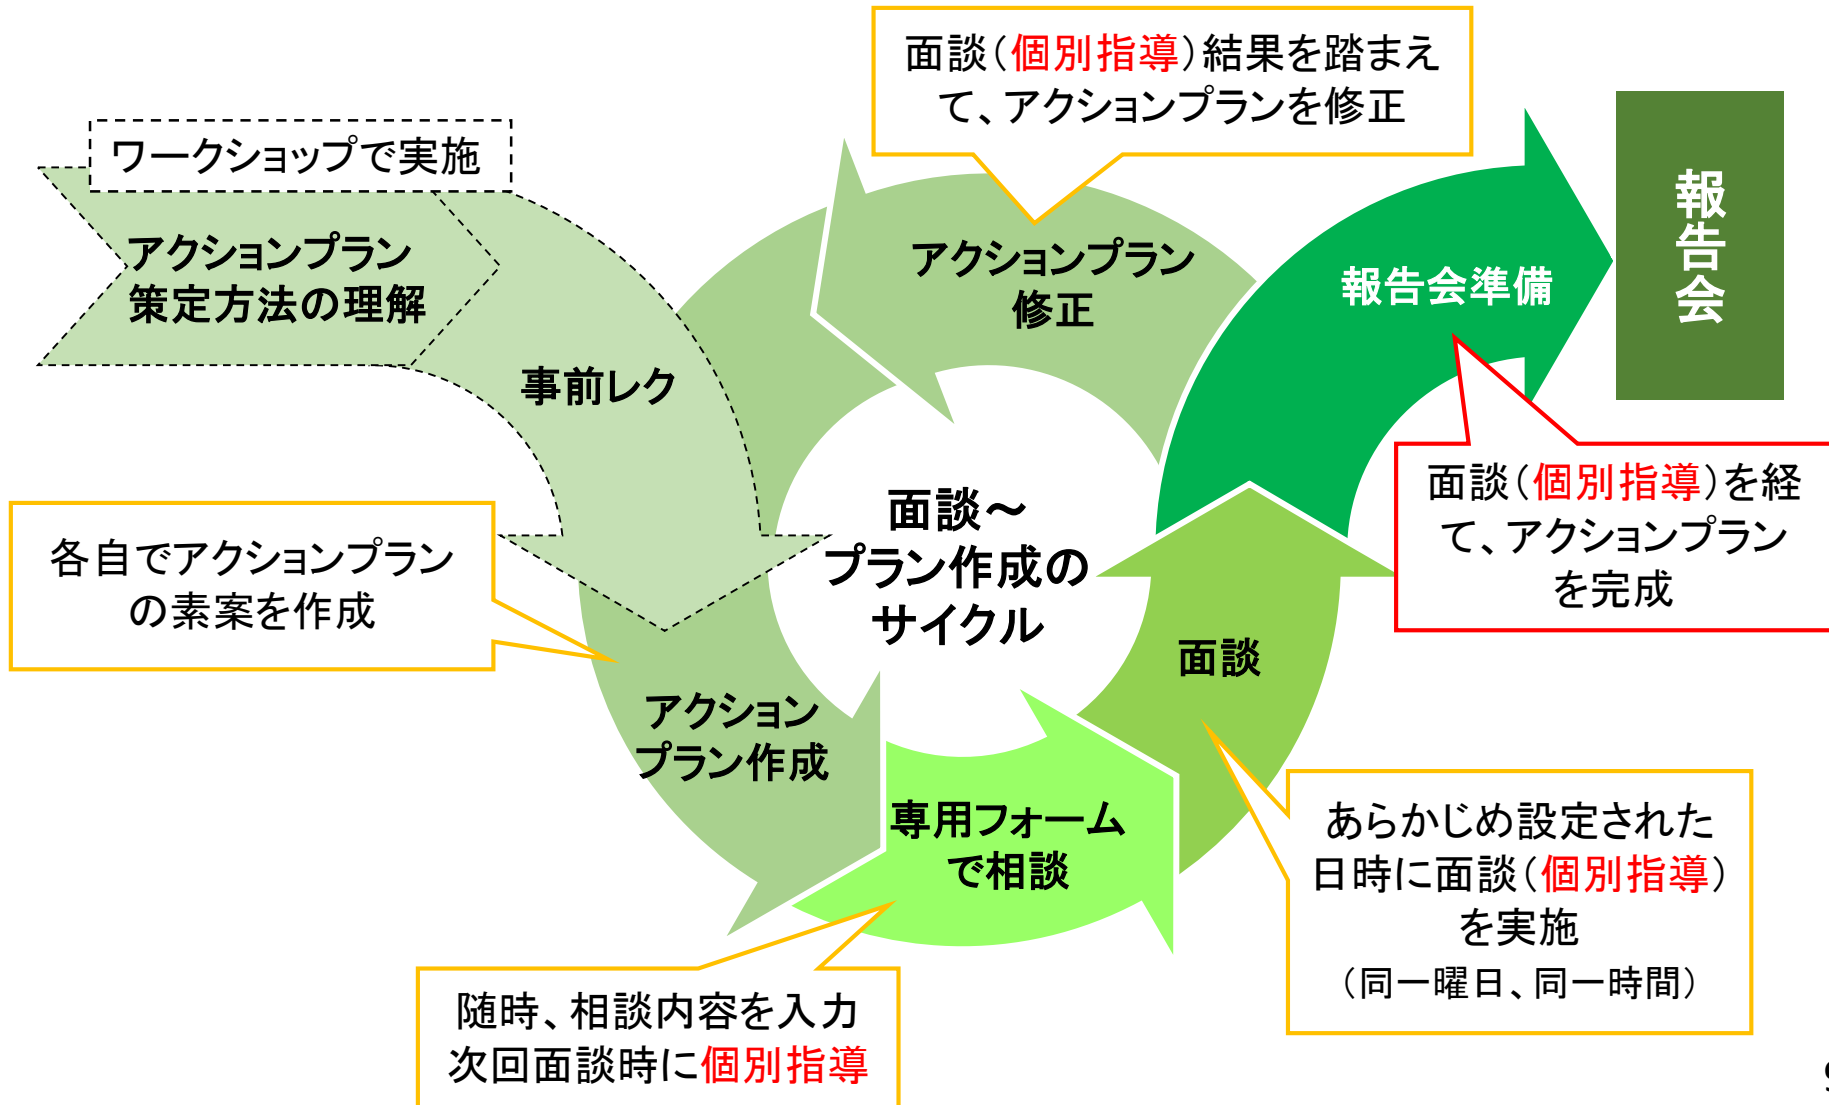 面談（個別指導）結果を踏まえ
て、アクションプランを修正
ワークショップで実施
アクションプラン
策定方法の理解
事前レク
アクションプラン
修正
報告会準備
報告会
面談（個別指導）を経
て、アクションプラン
を完成
面談～
プラン作成の
サイクル
各自でアクションプラン
の素案を作成
アクション
プラン作成
面談
専用フォーム
で相談
あらかじめ設定された
日時に面談（個別指導）
を実施
（同一曜日、同一時間）
随時、相談内容を入力
次回面談時に個別指導